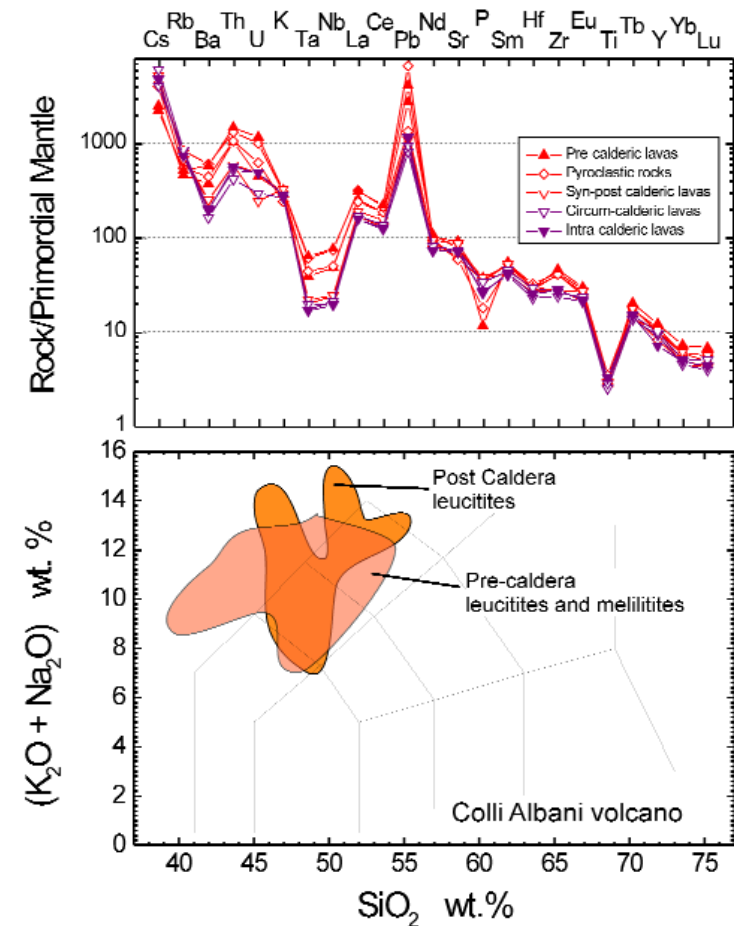 Rb Th K Nb Ce Nd P Hf Eu Tb Yb
Cs Ba U Ta La Pb Sr Sm Zr Ti Y Lu
Rock/Primordial Mantle
1000
100
10
1
Pre calderic lavas
Pyroclastic rocks
Syn-post calderic lavas
Circum-calderic lavas
Intra calderic lavas
(K₂O + Na₂O) wt. %
16
14
12
10
8
6
4
2
0
Post Caldera
leucitites
Pre-caldera
leucitites and melilitites
Colli Albani volcano
40 45 50 55 60 65 70 75
SiO₂ wt.%